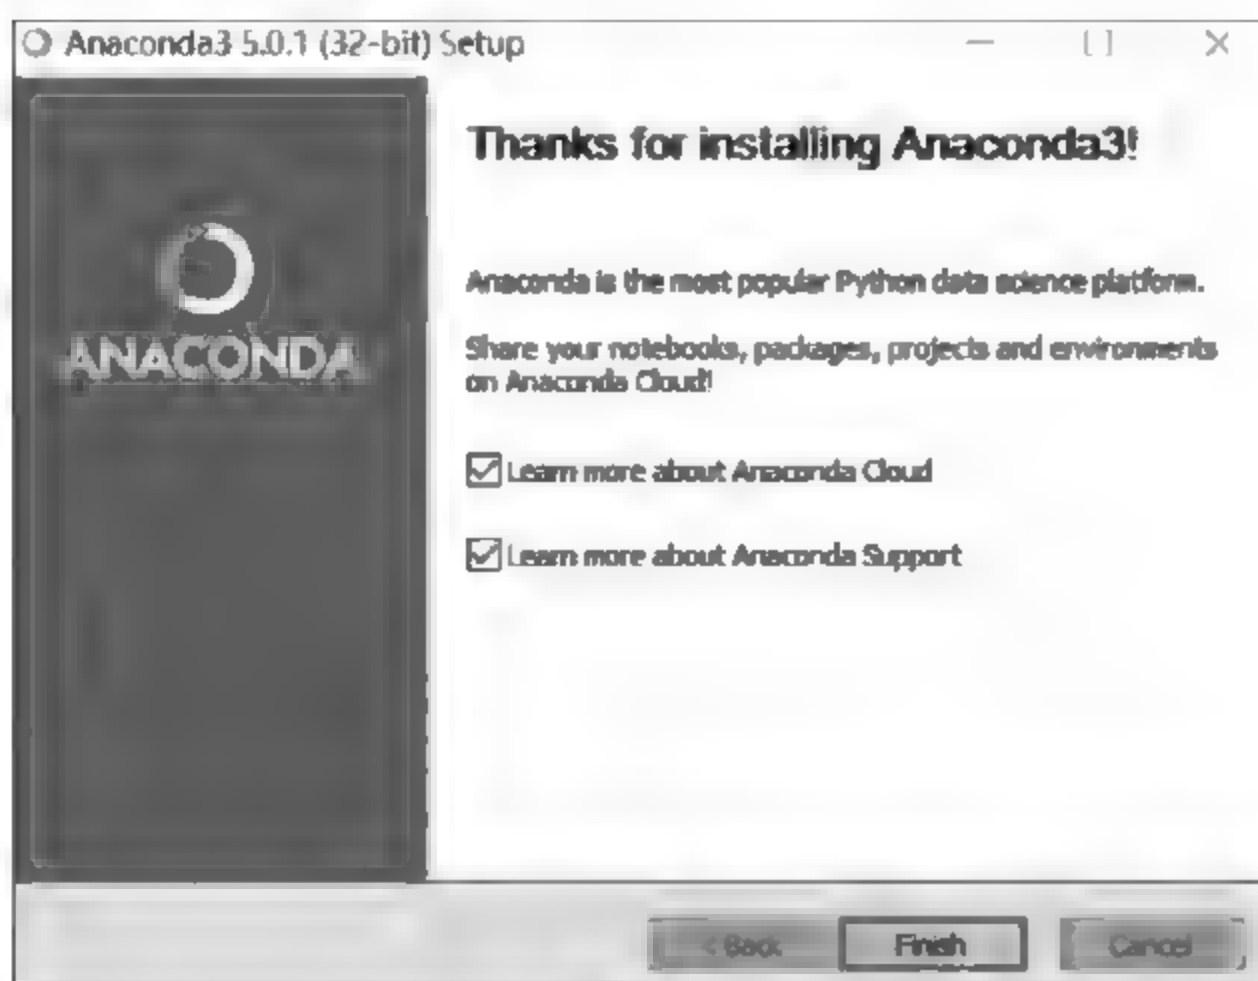 Anaconda3 5.0.1 (32-bit) Setup
Thanks for installing Anaconda3!
ANACONDA
Anaconda is the most popular Python data science platform.
Share your notebooks, packages, projects and environments
on Anaconda Cloud!
Learn more about Anaconda Cloud
Learn more about Anaconda Support
< Back
Finish
Cancel